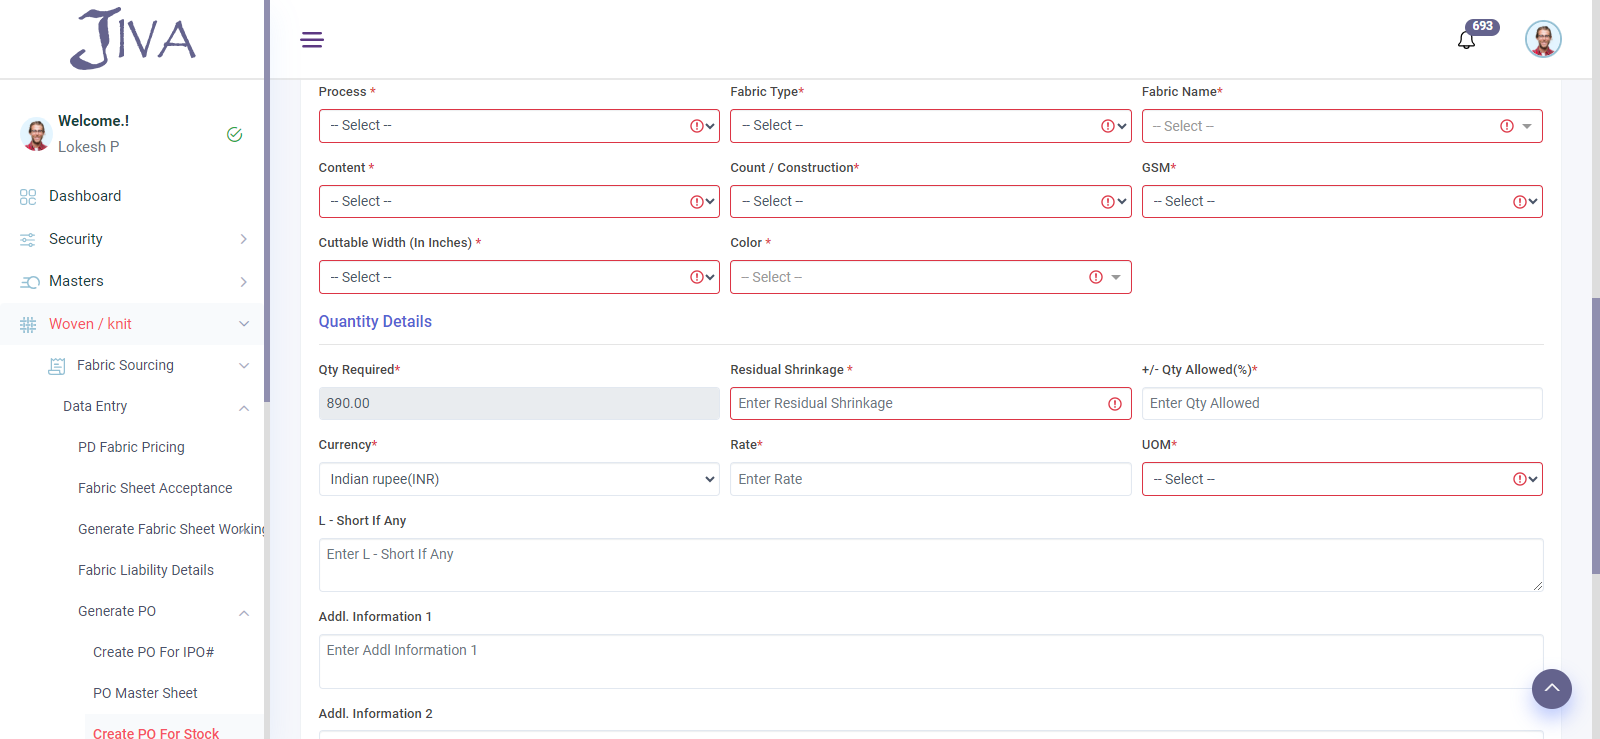 JIVA
693
Welcome.!
Lokesh P
Dashboard
Security
Masters
Woven / knit
Fabric Sourcing
Data Entry
PD Fabric Pricing
Fabric Sheet Acceptance
Generate Fabric Sheet Working
Fabric Liability Details
Generate PO
Create PO For IPO#
PO Master Sheet
Create PO For Stock
Process * Fabric Type* Fabric Name*
-- Select -- -- Select -- -- Select --
Content * Count / Construction* GSM*
-- Select -- -- Select -- -- Select --
Cuttable Width (In Inches) * Color *
-- Select -- -- Select --
Quantity Details
Qty Required* Residual Shrinkage * +/- Qty Allowed(%)*
890.00 Enter Residual Shrinkage Enter Qty Allowed
Currency* Rate* UOM*
Indian rupee(INR) Enter Rate -- Select --
L - Short If Any
Enter L - Short If Any
Addl. Information 1
Enter Addl Information 1
Addl. Information 2